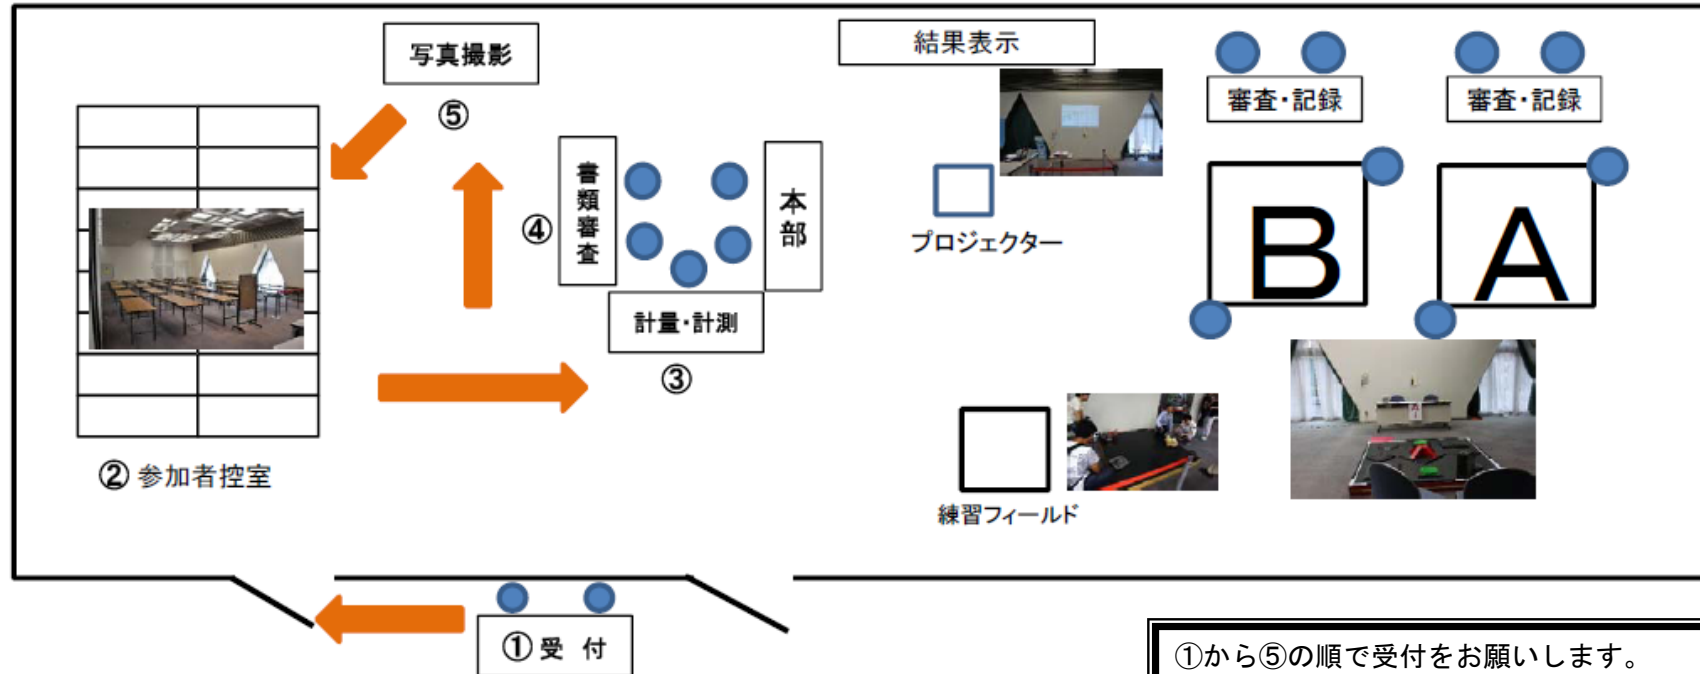 写真撮影
結果表示
審査・記録
審査・記録
⑤
書類審査
④
本部
プロジェクター
B
A
計量・計測
③
② 参加者控室
練習フィールド
① 受 付
①から⑤の順で受付をお願いします。